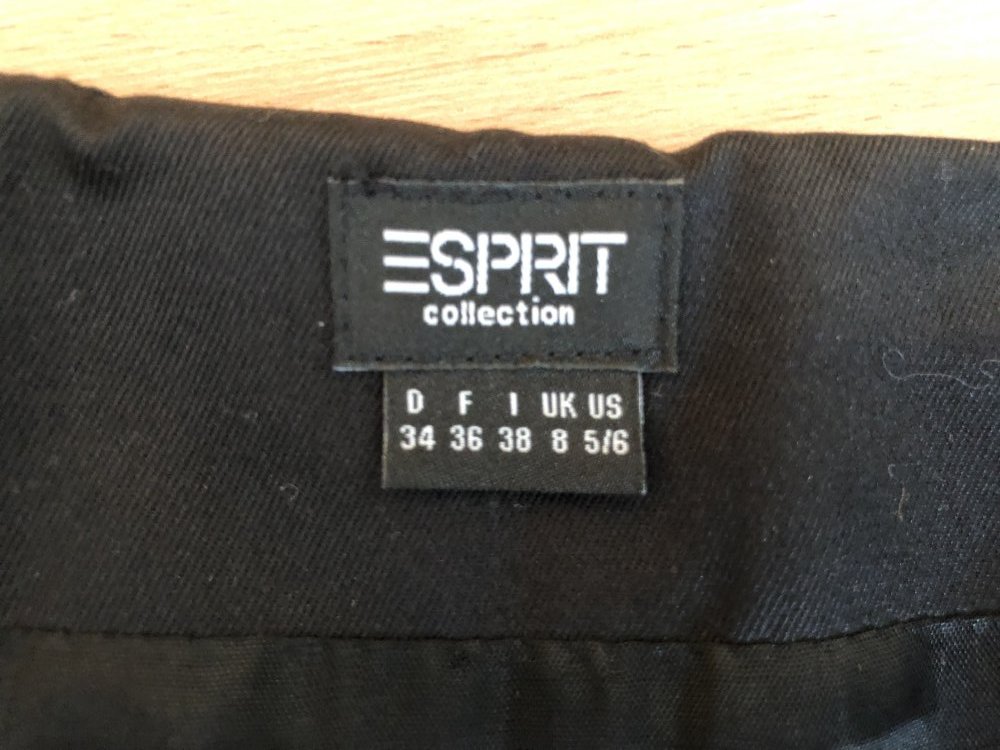 ESPRIT
collection
D F I UK US
34 36 38 8 5/6